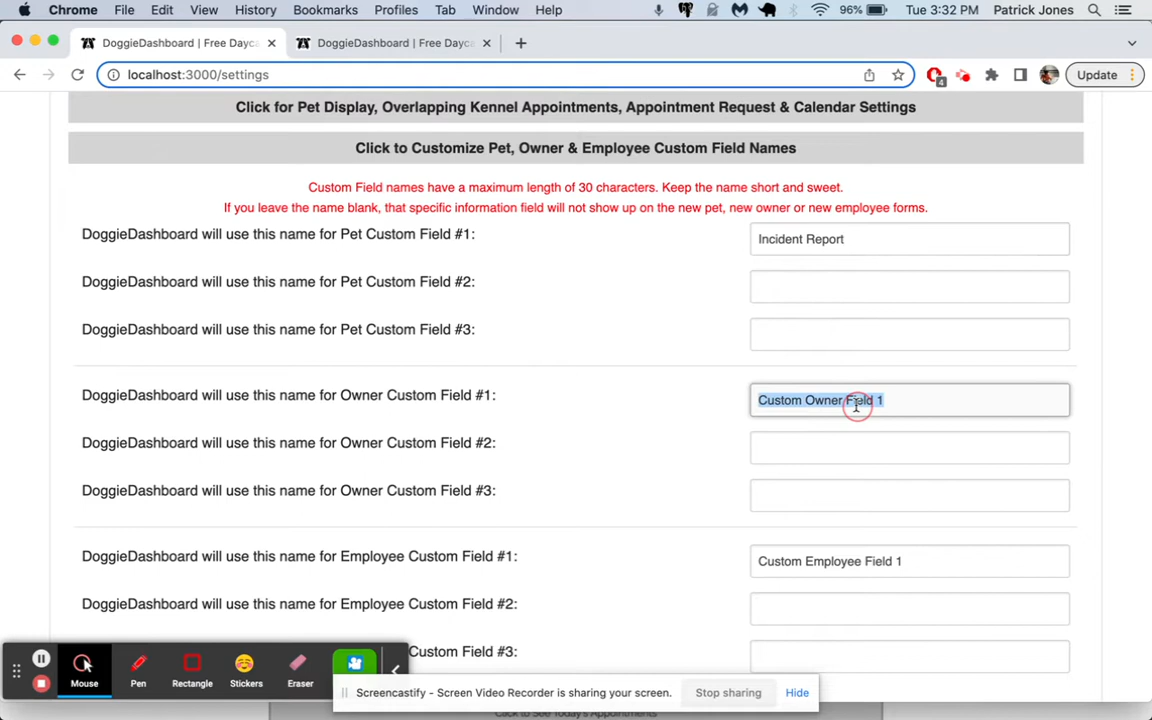 Chrome File Edit View History Bookmarks Profiles Tab Window Help 96% Tue 3:32 PM Patrick Jones
DoggieDashboard | Free Dayca DoggieDashboard | Free Dayca
localhost:3000/settings 4 Update
Click for Pet Display, Overlapping Kennel Appointments, Appointment Request & Calendar Settings
Click to Customize Pet, Owner & Employee Custom Field Names
Custom Field names have a maximum length of 30 characters. Keep the name short and sweet.
If you leave the name blank, that specific information field will not show up on the new pet, new owner or new employee forms.
DoggieDashboard will use this name for Pet Custom Field #1: Incident Report
DoggieDashboard will use this name for Pet Custom Field #2:
DoggieDashboard will use this name for Pet Custom Field #3:
DoggieDashboard will use this name for Owner Custom Field #1: Custom Owner Field 1
DoggieDashboard will use this name for Owner Custom Field #2:
DoggieDashboard will use this name for Owner Custom Field #3:
DoggieDashboard will use this name for Employee Custom Field #1: Custom Employee Field 1
DoggieDashboard will use this name for Employee Custom Field #2:
Custom Field #3:
Mouse Pen Rectangle Stickers Eraser
Screencastify - Screen Video Recorder is sharing your screen. Stop sharing Hide
Click to See Today's Appointments